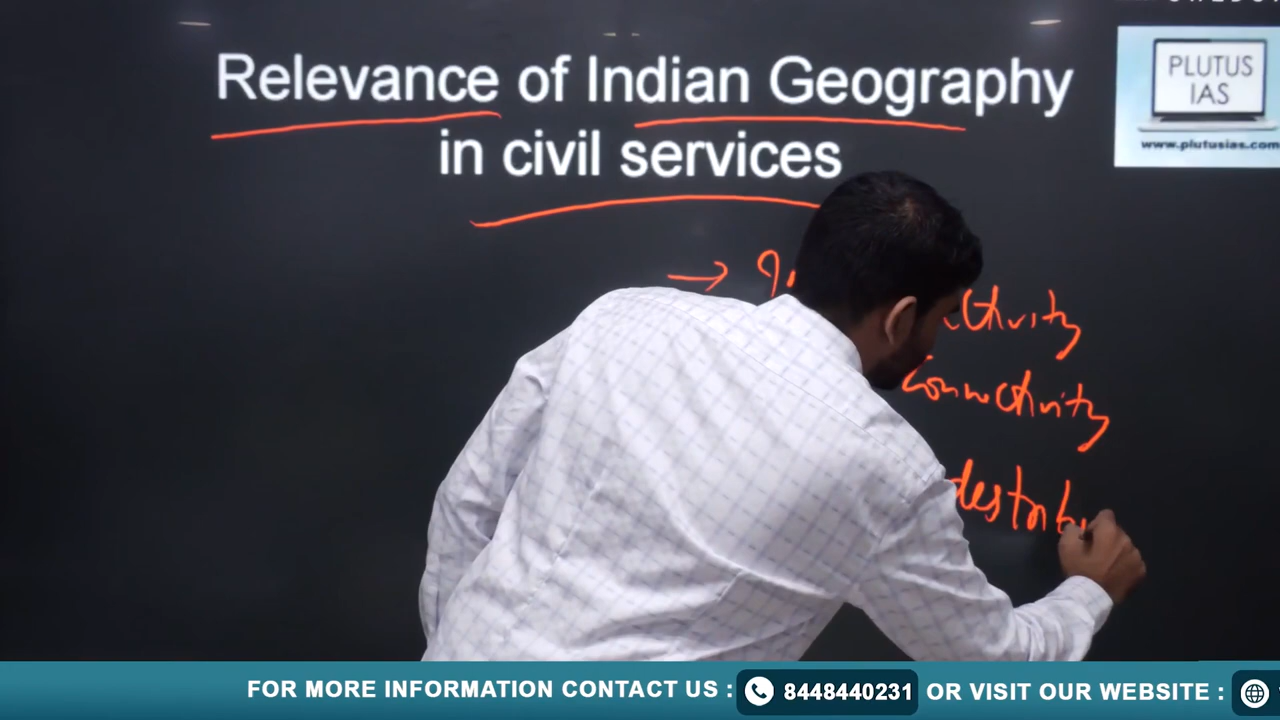 Relevance of Indian Geography
in civil services
PLUTUS
IAS
www.plutusias.com
→
Connectivity
FOR MORE INFORMATION CONTACT US : 8448440231 OR VISIT OUR WEBSITE :